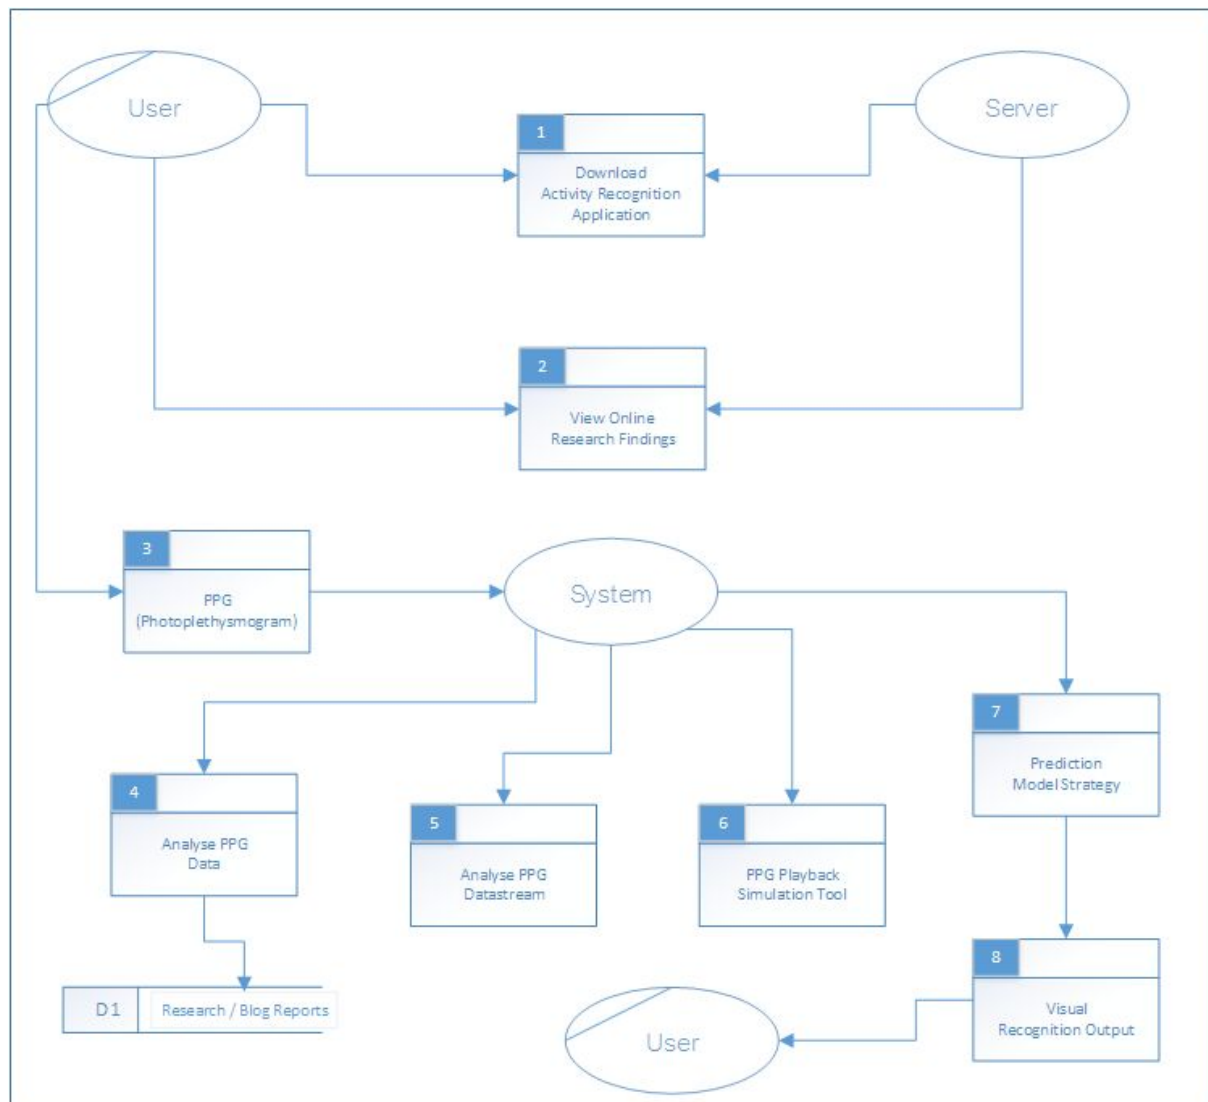 User
Server
1
Download
Activity Recognition
Application
2
View Online
Research Findings
3
PPG
(Photoplethysmogram)
System
4
Analyse PPG
Data
5
Analyse PPG
Datastream
6
PPG Playback
Simulation Tool
7
Prediction
Model Strategy
8
Visual
Recognition Output
D1
Research / Blog Reports
User